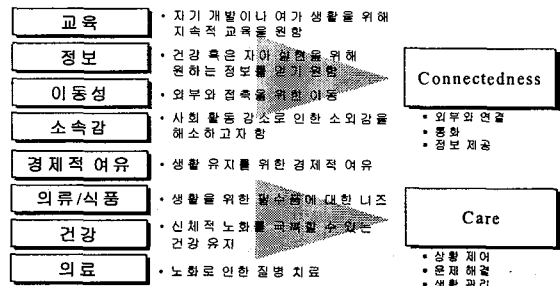 교육
• 자기 개발이나 여가 생활을 위해
지속적 교육을 원함
정보
• 건강 혹은 자아 실현을 위해
원하는 정보를 얻기 원함
이동성
• 외부와 접촉을 위한 이동
소속감
• 사회 활동 감소로 인한 소외감을
해소하고자 함
경제적 여유
• 생활 유지를 위한 경제적 여유
의류/식품
• 생활을 위한 필수품에 대한 니즈
건강
• 신체적 노화를 극복할 수 있는
건강 유지
의료
• 노화로 인한 질병 치료
Connectedness
• 외부와 연결
• 통화
• 정보 제공
Care
• 상황 제어
• 문제 해결
• 생활 관리